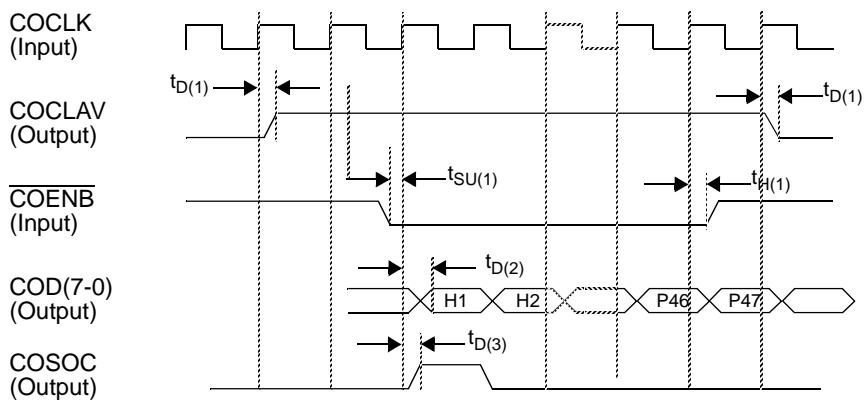 COCLK
(Input)
tD(1)
tD(1)
COCLAV
(Output)
tSU(1)
tH(1)
COENB
(Input)
tD(2)
COD(7-0)
(Output)
H1
H2
P46
P47
tD(3)
COSOC
(Output)